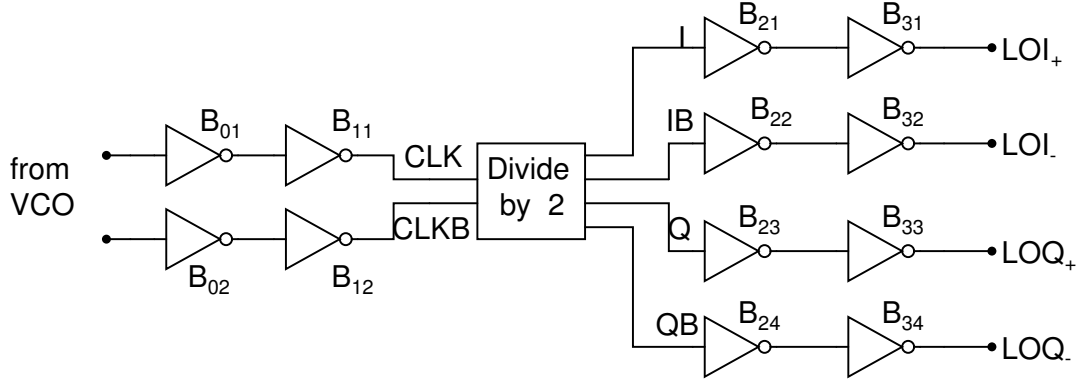 B21
B31
I
LOI+
B01
B11
IB
B22
B32
from
VCO
CLK
Divide
by 2
LOI-
CLKB
Q
B23
B33
LOQ+
B02
B12
QB
B24
B34
LOQ-